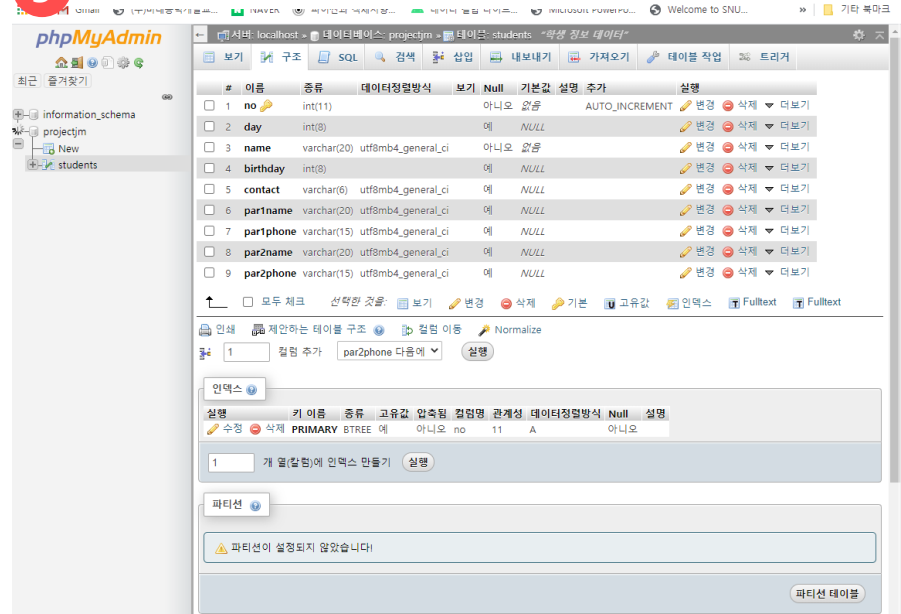 Gmail NAVER Microsoft PowerPo... Welcome to SNU... » 기타 북마크
phpMyAdmin
최근 즐겨찾기
information_schema
projectjm
New
students
서버: localhost » 데이터베이스: projectjm » 테이블: students "학생 정보 데이터"
보기 구조 SQL 검색 삽입 내보내기 가져오기 테이블 작업 트리거
# 이름 종류 데이터정렬방식 보기 Null 기본값 설명 추가 실행
1 no int(11) 아니오 없음 AUTO_INCREMENT 변경 삭제 더보기
2 day int(8) 예 NULL 변경 삭제 더보기
3 name varchar(20) utf8mb4_general_ci 아니오 없음 변경 삭제 더보기
4 birthday int(8) 예 NULL 변경 삭제 더보기
5 contact varchar(6) utf8mb4_general_ci 예 NULL 변경 삭제 더보기
6 par1name varchar(20) utf8mb4_general_ci 예 NULL 변경 삭제 더보기
7 par1phone varchar(15) utf8mb4_general_ci 예 NULL 변경 삭제 더보기
8 par2name varchar(20) utf8mb4_general_ci 예 NULL 변경 삭제 더보기
9 par2phone varchar(15) utf8mb4_general_ci 예 NULL 변경 삭제 더보기
모두 체크 선택한 것을: 보기 변경 삭제 기본 고유값 인덱스 Fulltext Fulltext
인쇄 제안하는 테이블 구조 컬럼 이동 Normalize
1 컬럼 추가 par2phone 다음에 실행
인덱스
실행 키 이름 종류 고유값 압축됨 컬럼명 관계성 데이터정렬방식 Null 설명
수정 삭제 PRIMARY BTREE 예 아니오 no 11 A 아니오
1 개 열(칼럼)에 인덱스 만들기 실행
파티션
파티션이 설정되지 않았습니다!
파티션 테이블